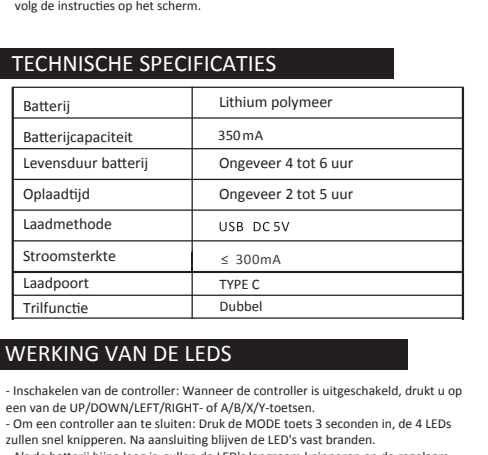 volg de instructies op het scherm.
TECHNISCHE SPECIFICATIES
Batterij Lithium polymeer
Batterijcapaciteit 350 mA
Levensduur batterij Ongeveer 4 tot 6 uur
Oplaadtijd Ongeveer 2 tot 5 uur
Laadmethode USB DC 5V
Stroomsterkte ≤ 300mA
Laadpoort TYPE C
Trilfunctie Dubbel
WERKING VAN DE LEDS
- Inschakelen van de controller: Wanneer de controller is uitgeschakeld, drukt u op
een van de UP/DOWN/LEFT/RIGHT- of A/B/X/Y-toetsen.
- Om een controller aan te sluiten: Druk de MODE toets 3 seconden in, de 4 LEDs
zullen snel knipperen. Na aansluiting blijven de LED's vast branden.